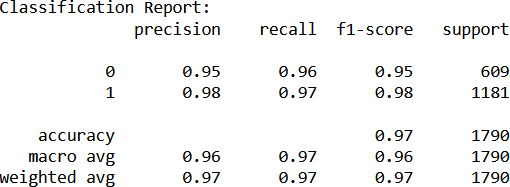 Classification Report:
precision recall f1-score support
0 0.95 0.96 0.95 609
1 0.98 0.97 0.98 1181
accuracy 0.97 1790
macro avg 0.96 0.97 0.96 1790
weighted avg 0.97 0.97 0.97 1790